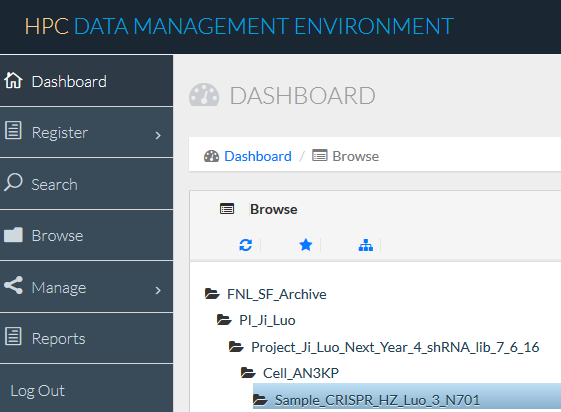 HPC DATA MANAGEMENT ENVIRONMENT
Dashboard
Register
Search
Browse
Manage
Reports
Log Out
DASHBOARD
Dashboard / Browse
Browse
FNL_SF_Archive
PI_Ji_Luo
Project_Ji_Luo_Next_Year_4_shRNA_lib_7_6_16
Cell_AN3KP
Sample_CRISPR_HZ_Luo_3_N701